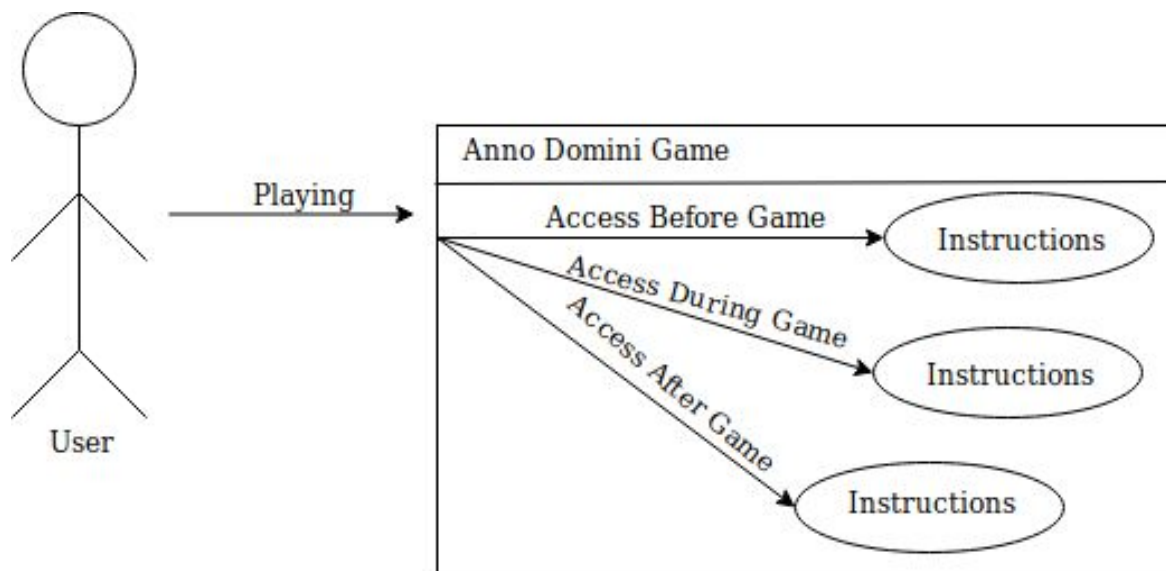 Anno Domini Game
Playing
Access Before Game
Instructions
Access During Game
Instructions
Access After Game
Instructions
User